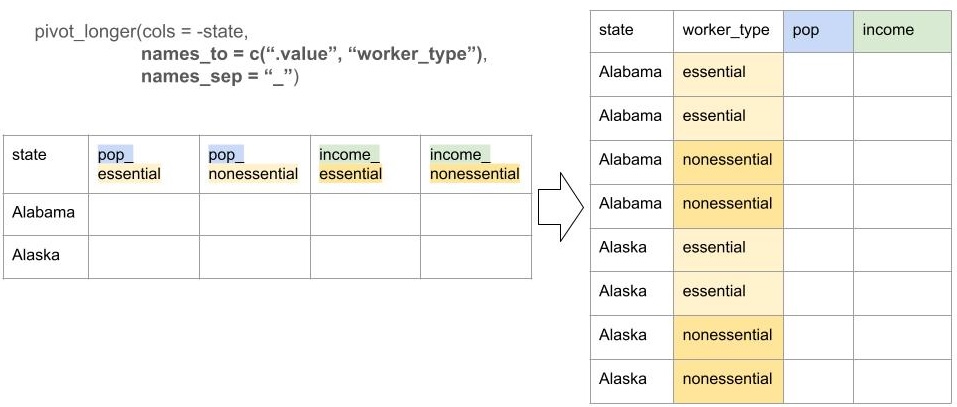 pivot_longer(cols = -state,
names_to = c(“.value”, “worker_type”),
names_sep = “_”)
state pop_ pop_ income_ income_
essential nonessential essential nonessential
Alabama
Alaska
state worker_type pop income
Alabama essential
Alabama essential
Alabama nonessential
Alabama nonessential
Alaska essential
Alaska essential
Alaska nonessential
Alaska nonessential